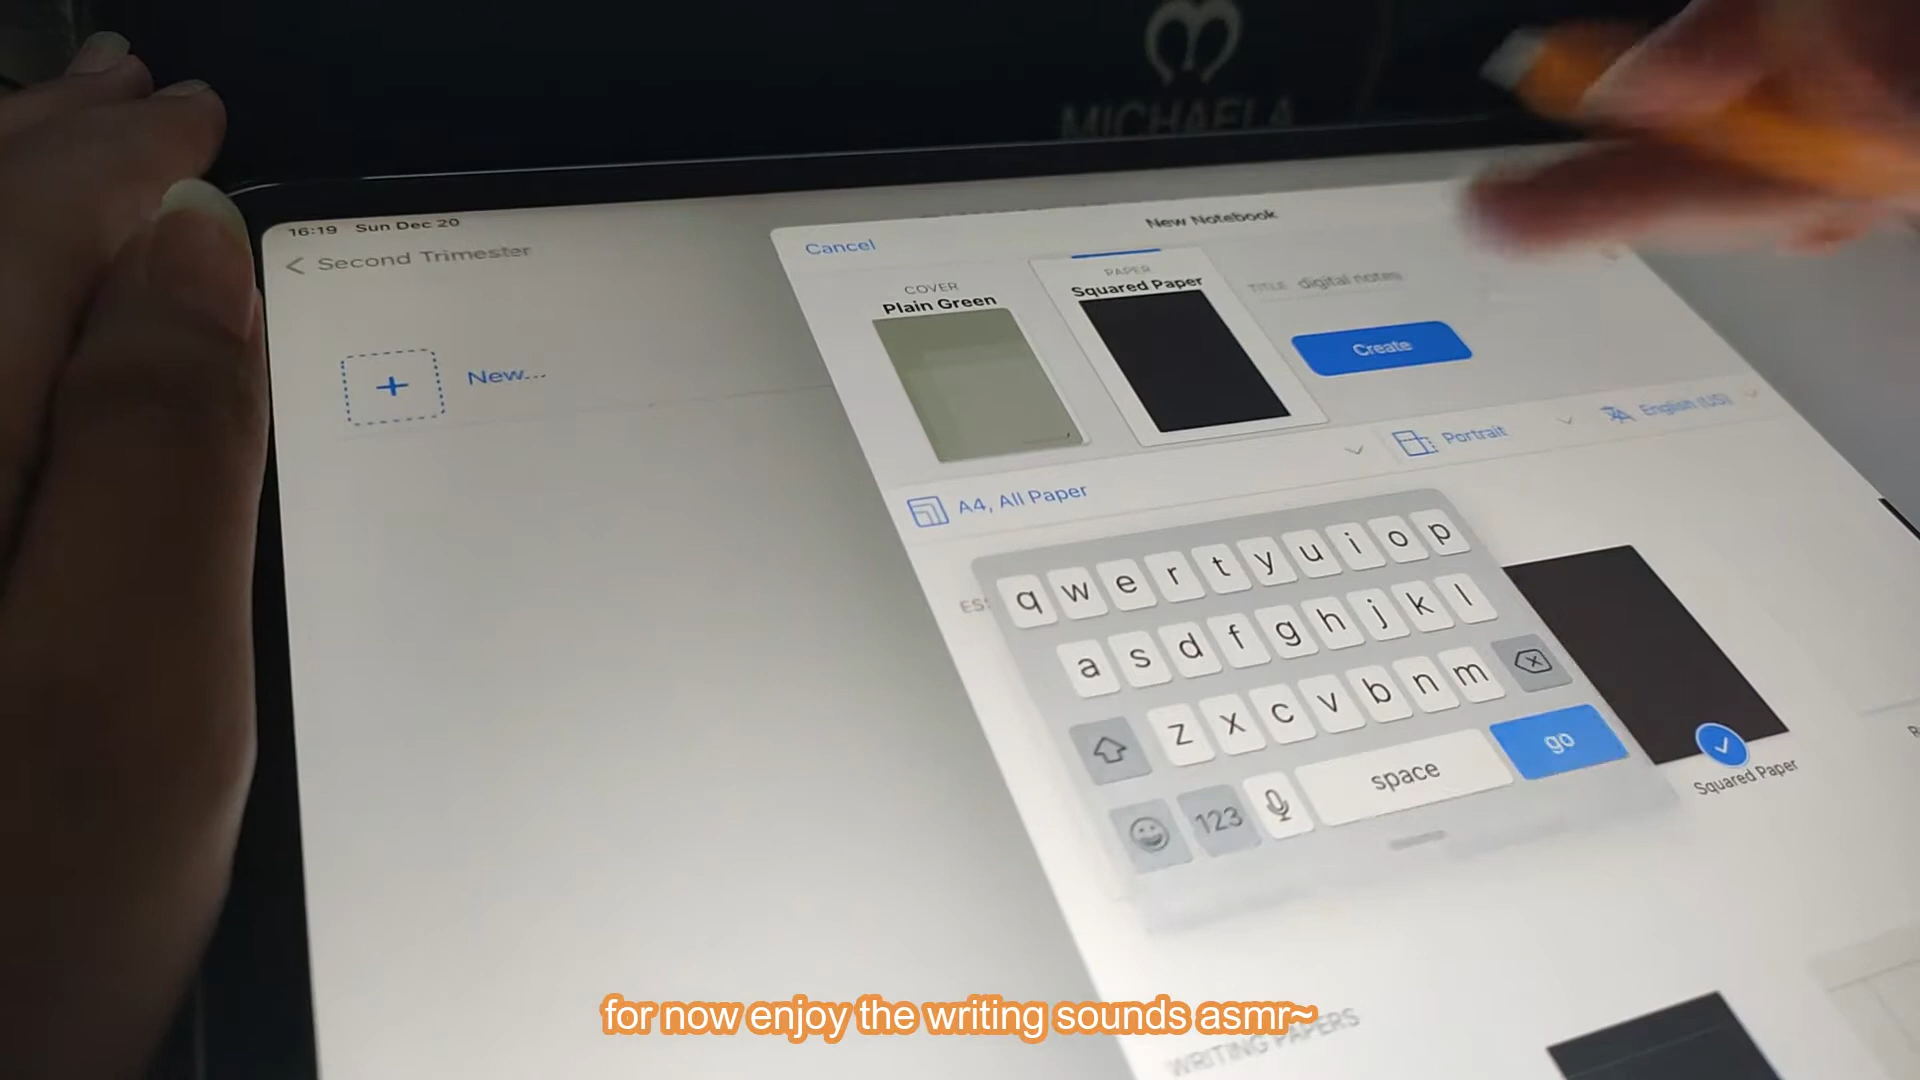 MICHAELA
16:19 Sun Dec 20
Second Trimester
New...
Cancel
New Notebook
COVER
Plain Green
PAPER
Squared Paper
TITLE digital notes
Create
A4, All Paper
Portrait
English (US)
q w e r t y u i o p
a s d f g h j k l
z x c v b n m
123 space go
Squared Paper
WRITING PAPERS
for now enjoy the writing sounds asmr~